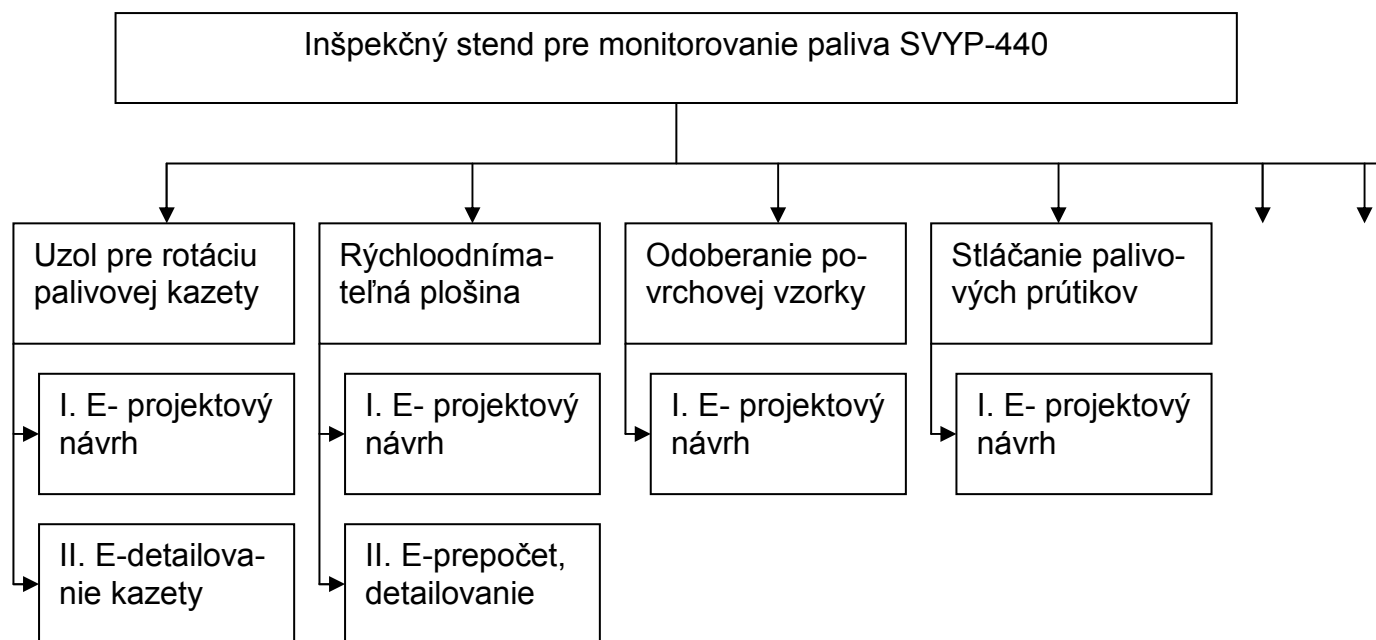 Inšpekčný stend pre monitorovanie paliva SVYP-440
Uzol pre rotáciu
palivovej kazety
Rýchloodníma-
teľná plošina
Odoberanie po-
vrchovej vzorky
Stláčanie palivo-
vých prútikov
I. E- projektový
návrh
I. E- projektový
návrh
I. E- projektový
návrh
I. E- projektový
návrh
II. E-detailova-
nie kazety
II. E-prepočet,
detailovanie